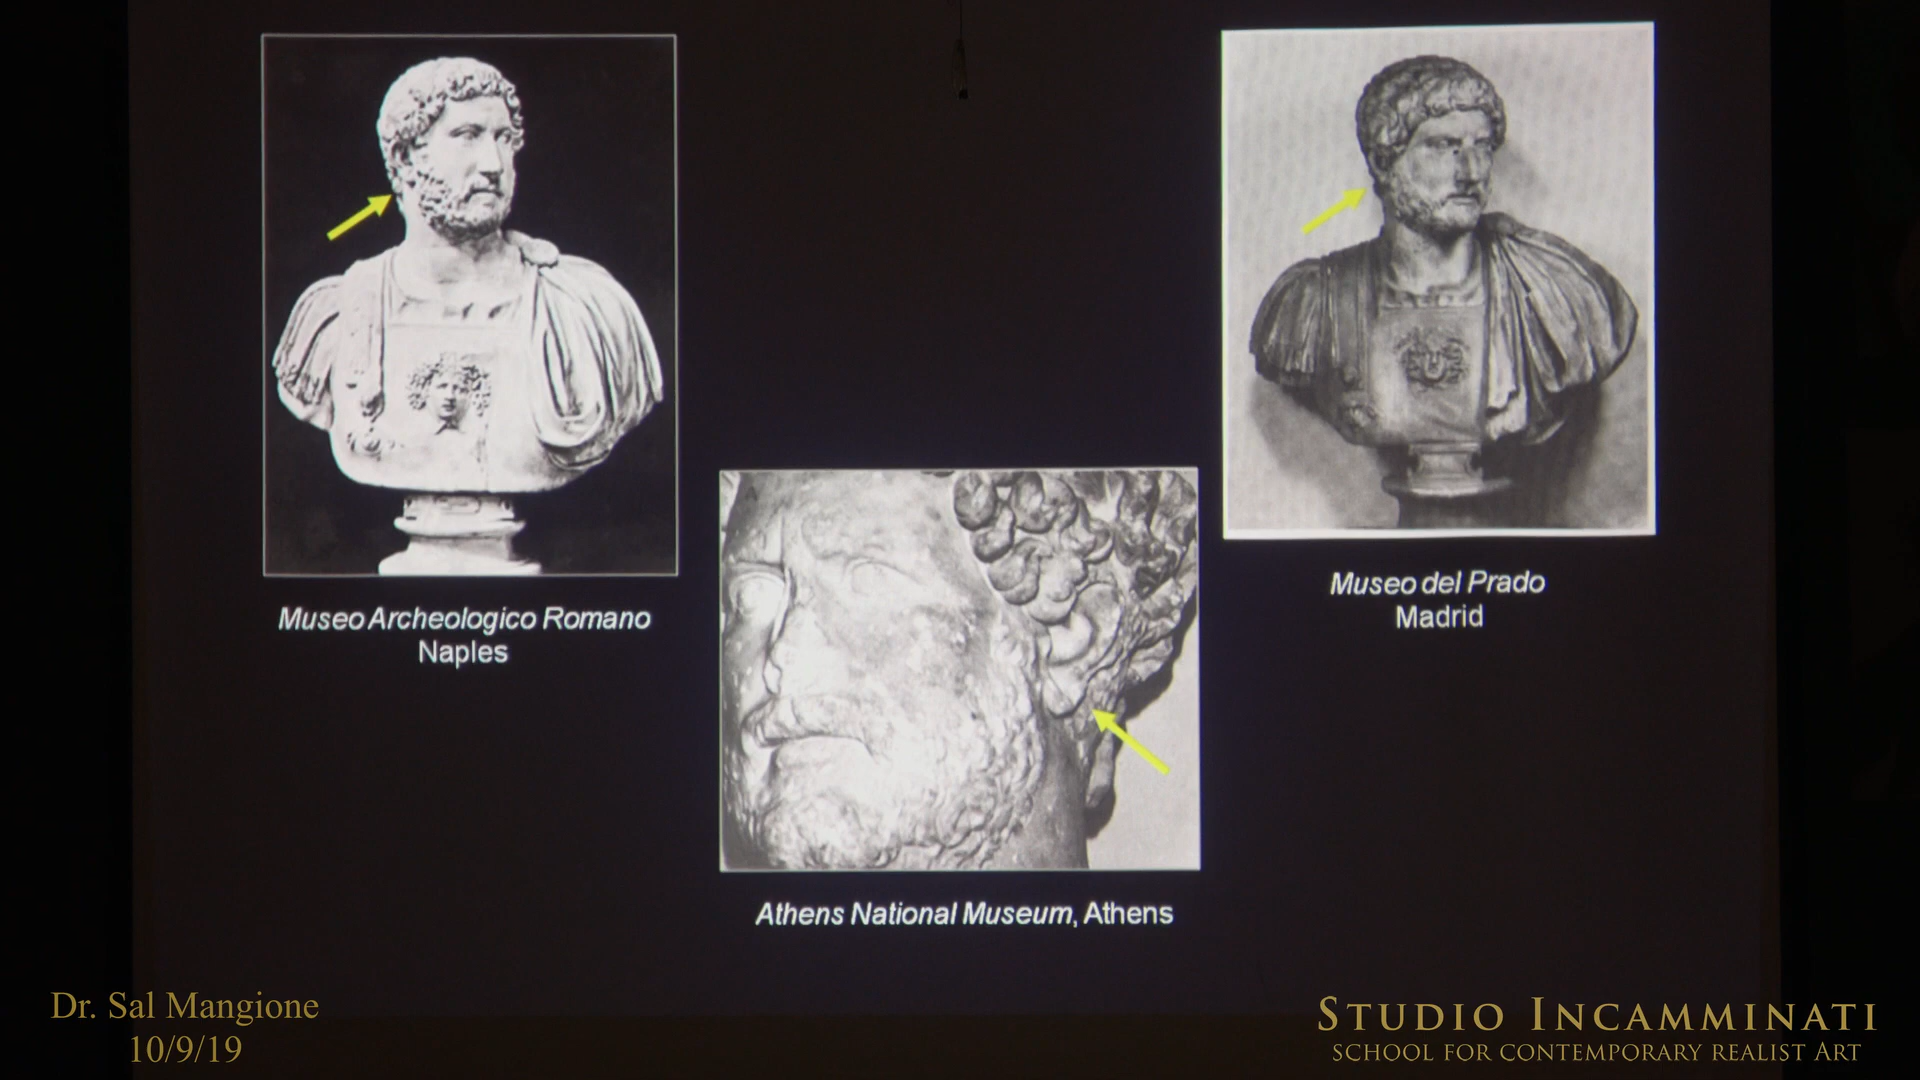 Museo Archeologico Romano
Naples
Museo del Prado
Madrid
Athens National Museum, Athens
Dr. Sal Mangione
10/9/19
STUDIO INCAMMINATI
SCHOOL FOR CONTEMPORARY REALIST ART